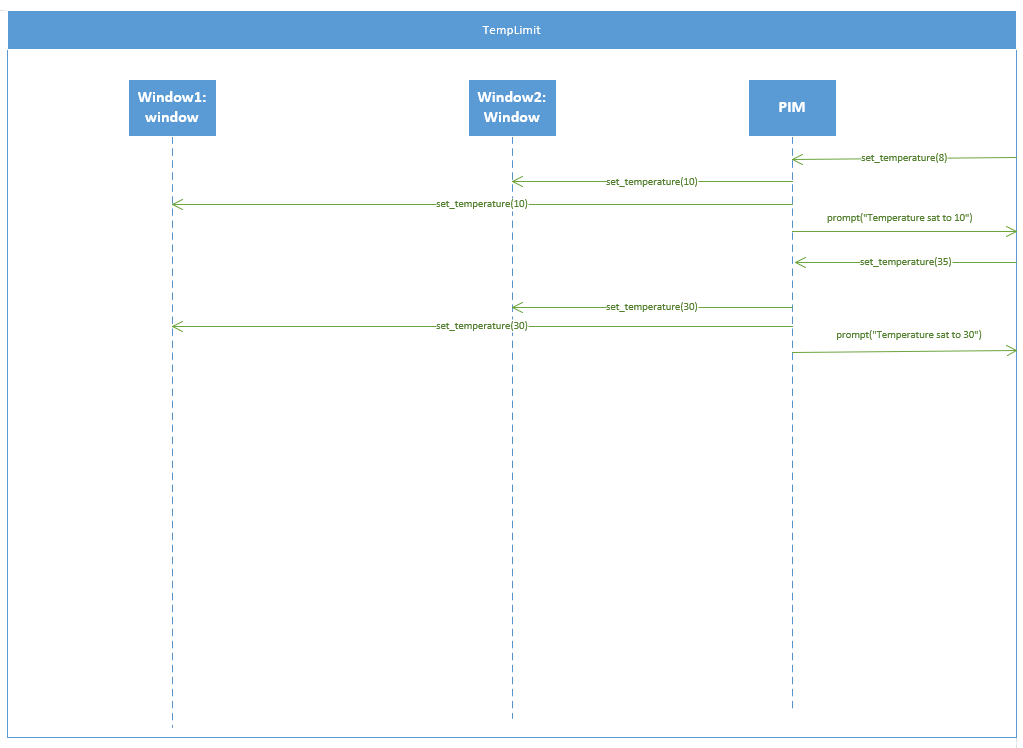 TempLimit
Window1:
window
Window2:
Window
PIM
set_temperature(8)
set_temperature(10)
set_temperature(10)
prompt("Temperature sat to 10")
set_temperature(35)
set_temperature(30)
set_temperature(30)
prompt("Temperature sat to 30")